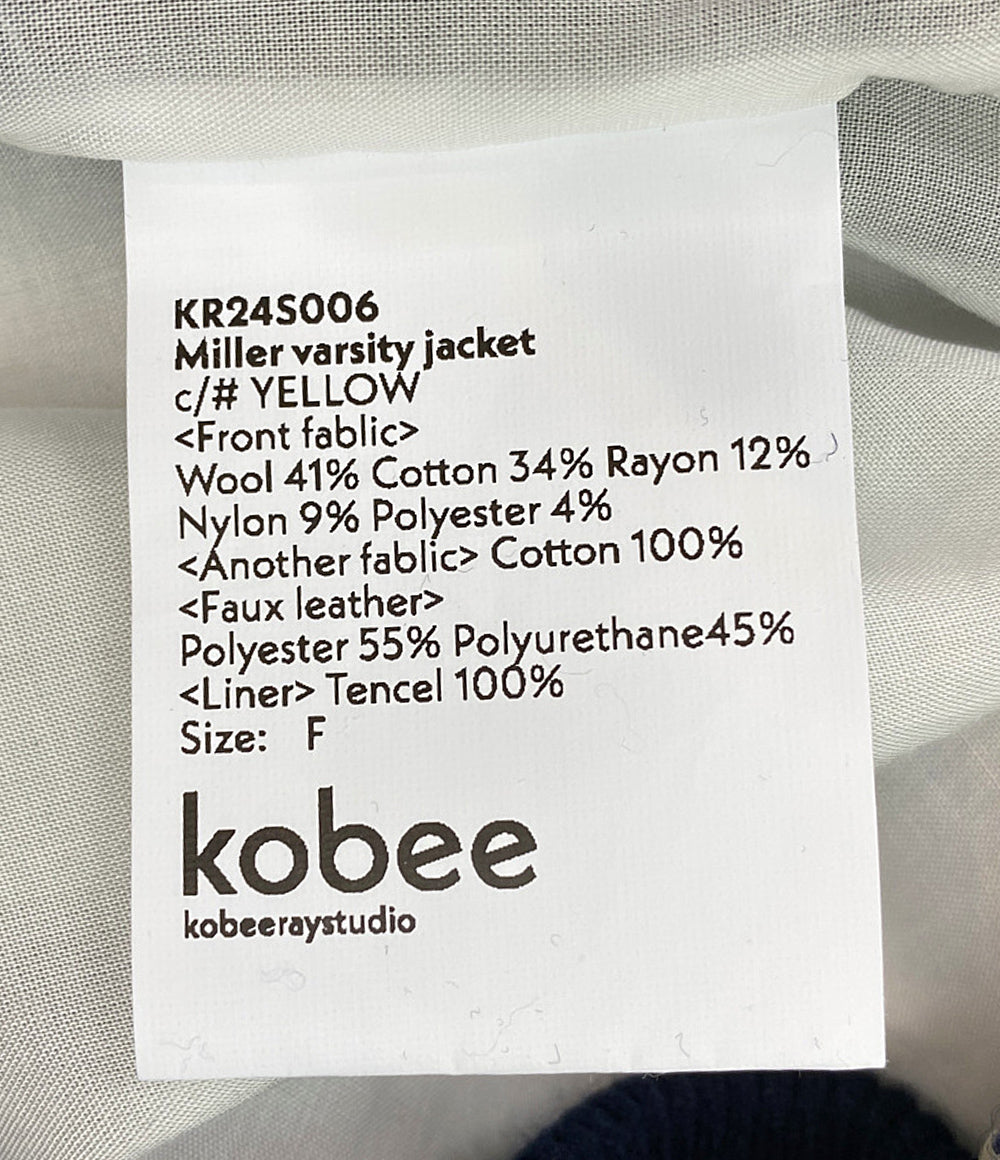 KR24S006
Miller varsity jacket
c/# YELLOW
<Front fablic>
Wool 41% Cotton 34% Rayon 12%
Nylon 9% Polyester 4%
<Another fablic> Cotton 100%
<Faux leather>
Polyester 55% Polyurethane45%
<Liner> Tencel 100%
Size: F
kobee
kobeeraystudio